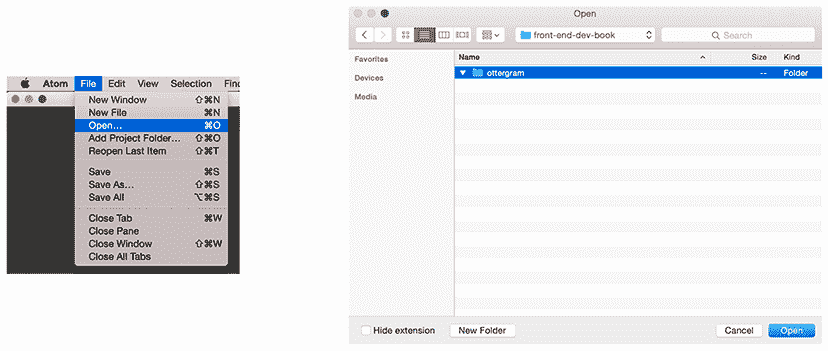 Atom File Edit View Selection Find
New Window ⇧⌘N
New File ⌘N
Open... ⌘O
Add Project Folder... ⇧⌘O
Reopen Last Item ⇧⌘T
Save ⌘S
Save As... ⇧⌘S
Save All ⌥⌘S
Close Tab ⌘W
Close Pane
Close Window ⇧⌘W
Close All Tabs
Open
front-end-dev-book Search
Favorites
Devices
Media
Name Size Kind
ottergram -- Folder
Hide extension New Folder Cancel Open